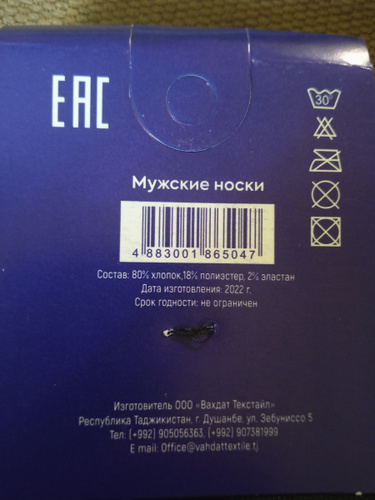 EAC
30°
Мужские носки
4 883001 865047
Состав: 80% хлопок,18% полиэстер, 2% эластан
Дата изготовления: 2022 г.
Срок годности: не ограничен
Изготовитель ООО «Вахдат Текстайл»
Республика Таджикистан, г. Душанбе. ул. Зебуниссо 5
Тел: (+992) 905056363, (+992) 907381999
E mail: Office@vahdattextile.tj